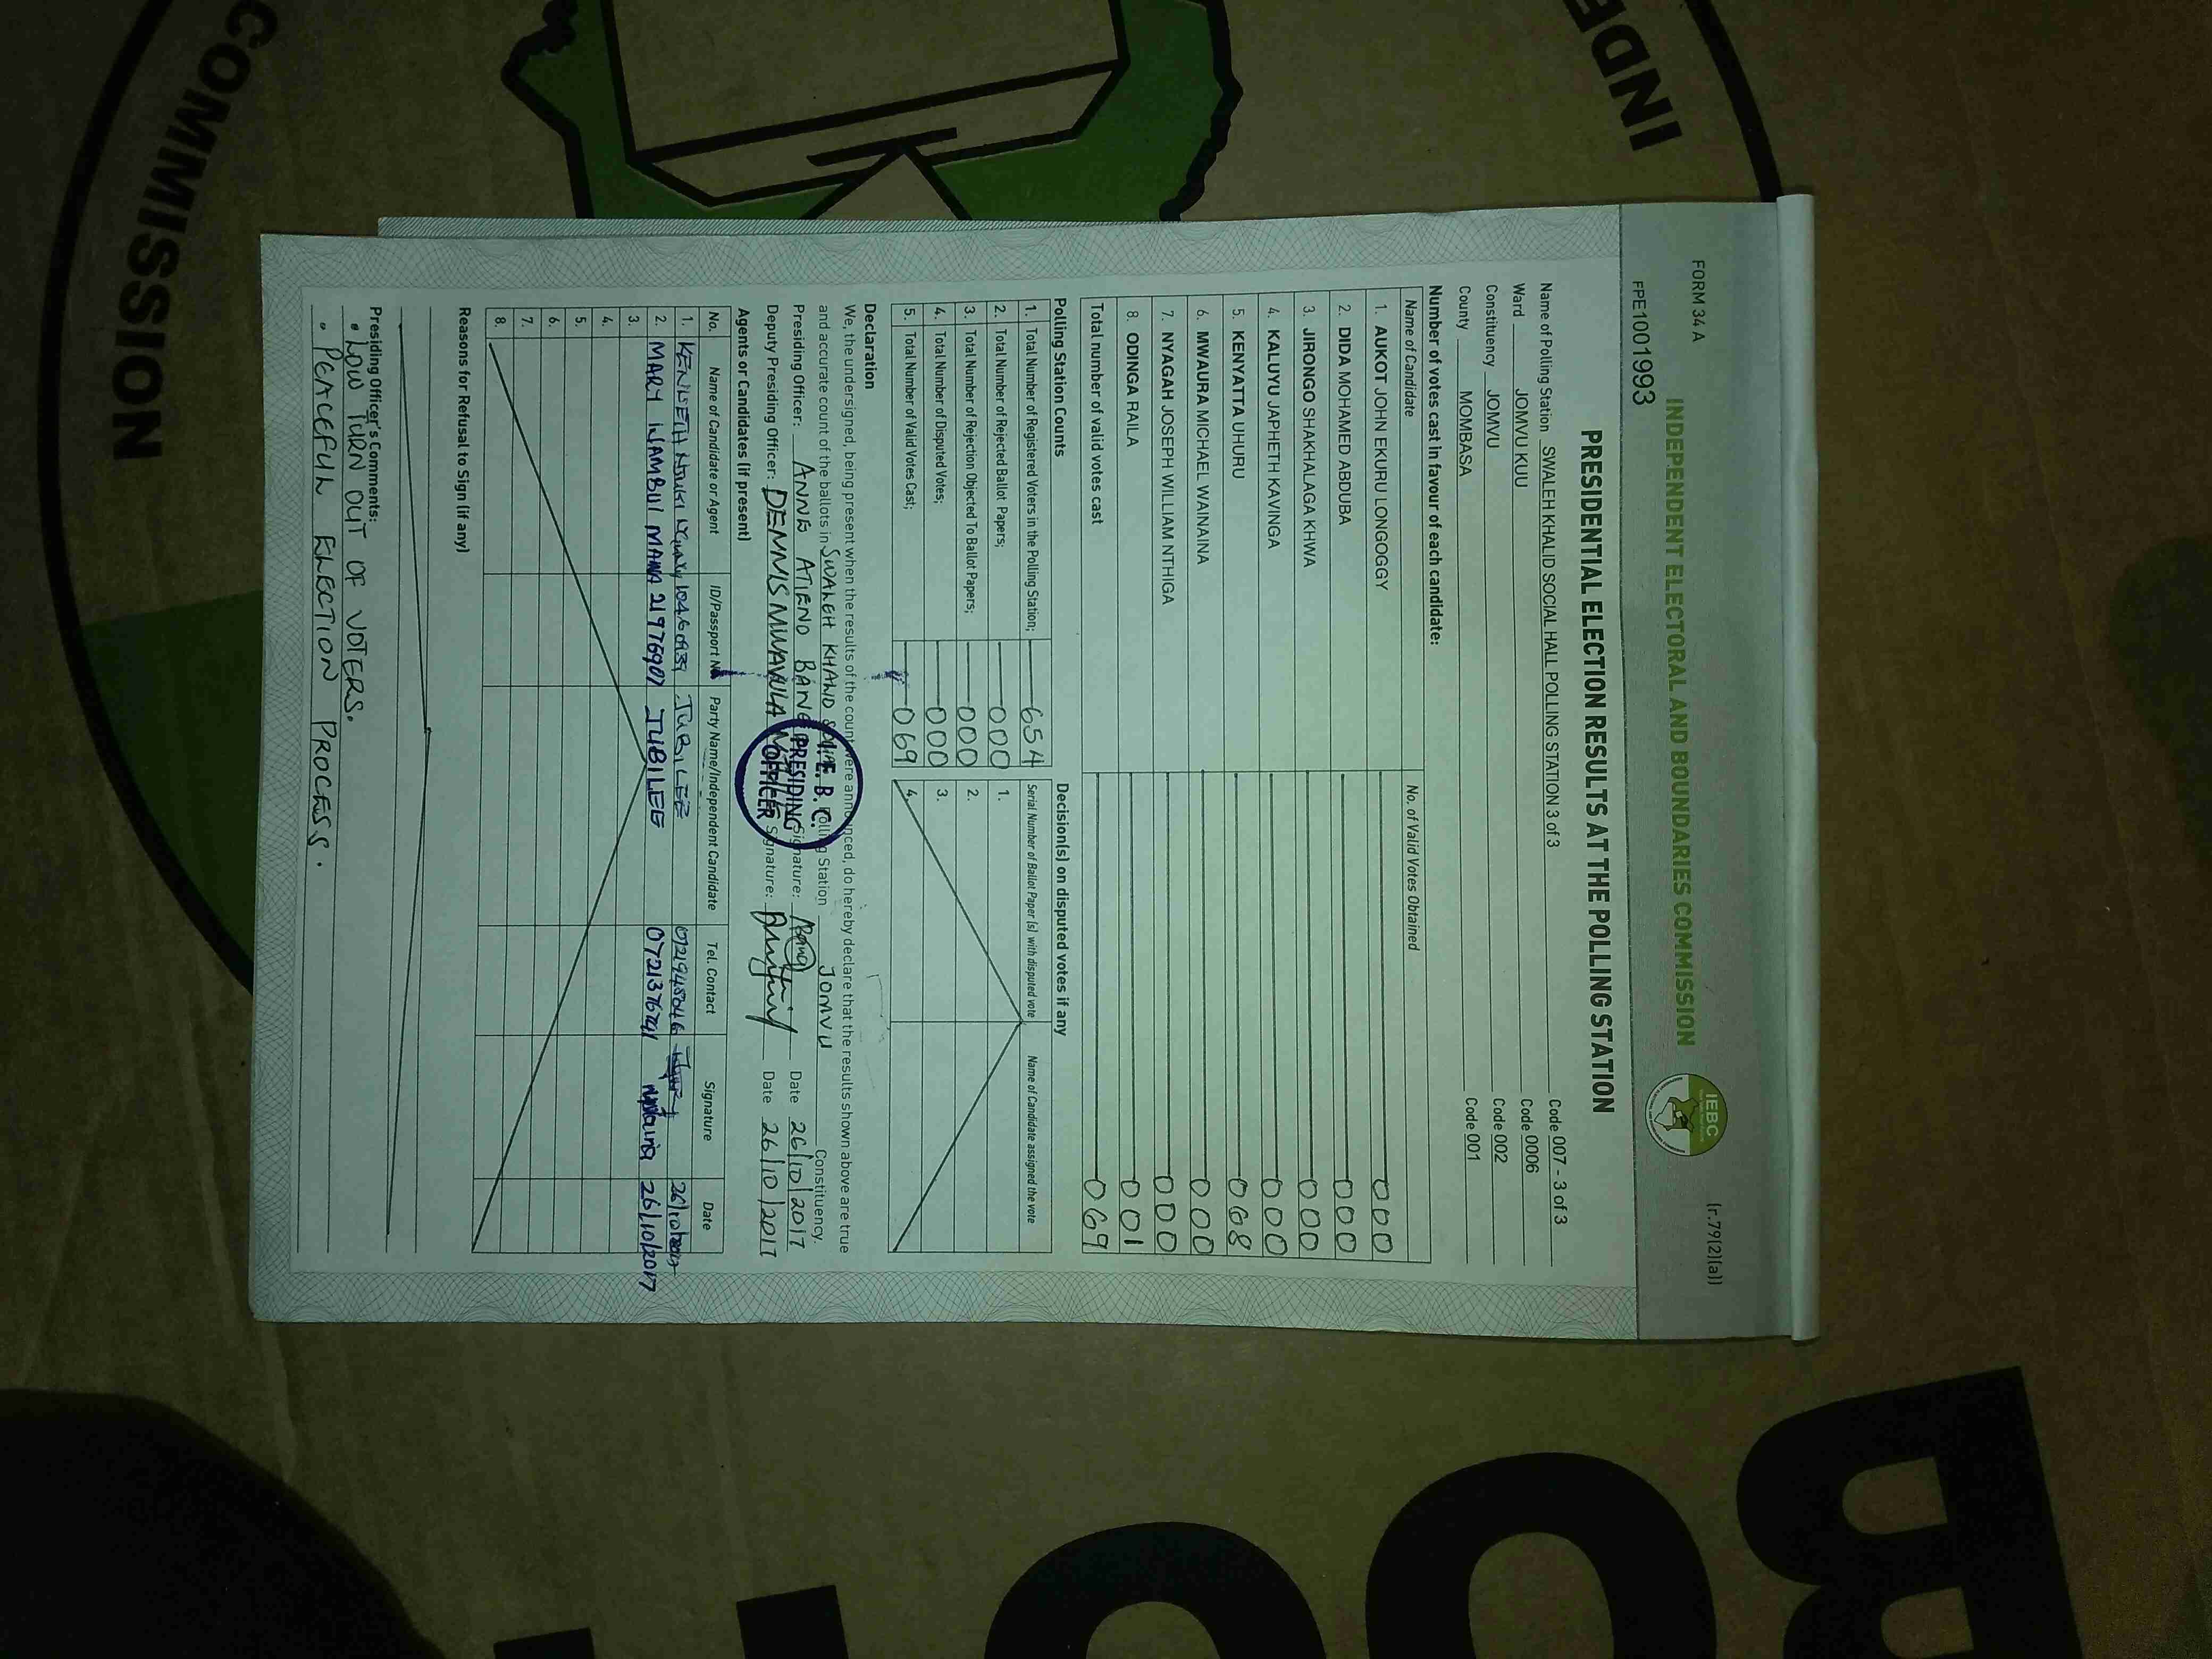 COMMISSION
INDE
BOOT
FORM 34 A
(r.79(2)(a))
INDEPENDENT ELECTORAL AND BOUNDARIES COMMISSION
IEBC
FPE1001993
PRESIDENTIAL ELECTION RESULTS AT THE POLLING STATION
Name of Polling Station SWALEH KHALID SOCIAL HALL POLLING STATION 3 of 3 Code 007 - 3 of 3
Ward JOMVU KUU Code 0006
Constituency JOMVU Code 002
County MOMBASA Code 001
Number of votes cast in favour of each candidate:
Name of Candidate No. of Valid Votes Obtained
1. AUKOT JOHN EKURU LONGOGGY 000
2. DIDA MOHAMED ABDUBA 000
3. JIRONGO SHAKHALAGA KHWA 000
4. KALUYU JAPHETH KAVINGA 000
5. KENYATTA UHURU 068
6. MWAURA MICHAEL WAINAINA 000
7. NYAGAH JOSEPH WILLIAM NTHIGA 000
8. ODINGA RAILA 001
Total number of valid votes cast 069
Polling Station Counts
1. Total Number of Registered Voters in the Polling Station; 654
2. Total Number of Rejected Ballot Papers; 000
3. Total Number of Rejection Objected To Ballot Papers; 000
4. Total Number of Disputed Votes; 000
5. Total Number of Valid Votes Cast; 069
Decision(s) on disputed votes if any
Serial Number of Ballot Paper (s) with disputed vote Name of Candidate assigned the vote
1.
2.
3.
4.
Declaration
We, the undersigned, being present when the results of the count were announced, do hereby declare that the results shown above are true
and accurate count of the ballots in SWALEH KHALID Polling Station JOMVU Constituency.
Presiding Officer: ANNE ATIENO BANG Signature: Date 26/10/2017
Deputy Presiding Officer: DENNIS MWAVULA Signature: Date 26/10/2017
I.E.B.C.
PRESIDING
OFFICER
Agents or Candidates (if present)
No. Name of Candidate or Agent ID/Passport No. Party Name/Independent Candidate Tel. Contact Signature Date
1. KENNETH JUBILEE 26/10/2017
2. MARY WAMBUI MAINA 21976907 JUBILEE 26/10/2017
3.
4.
5.
6.
7.
8.
Reasons for Refusal to Sign (if any)
Presiding Officer's Comments:
• LOW TURN OUT OF VOTERS.
• PEACEFUL ELECTION PROCESS.